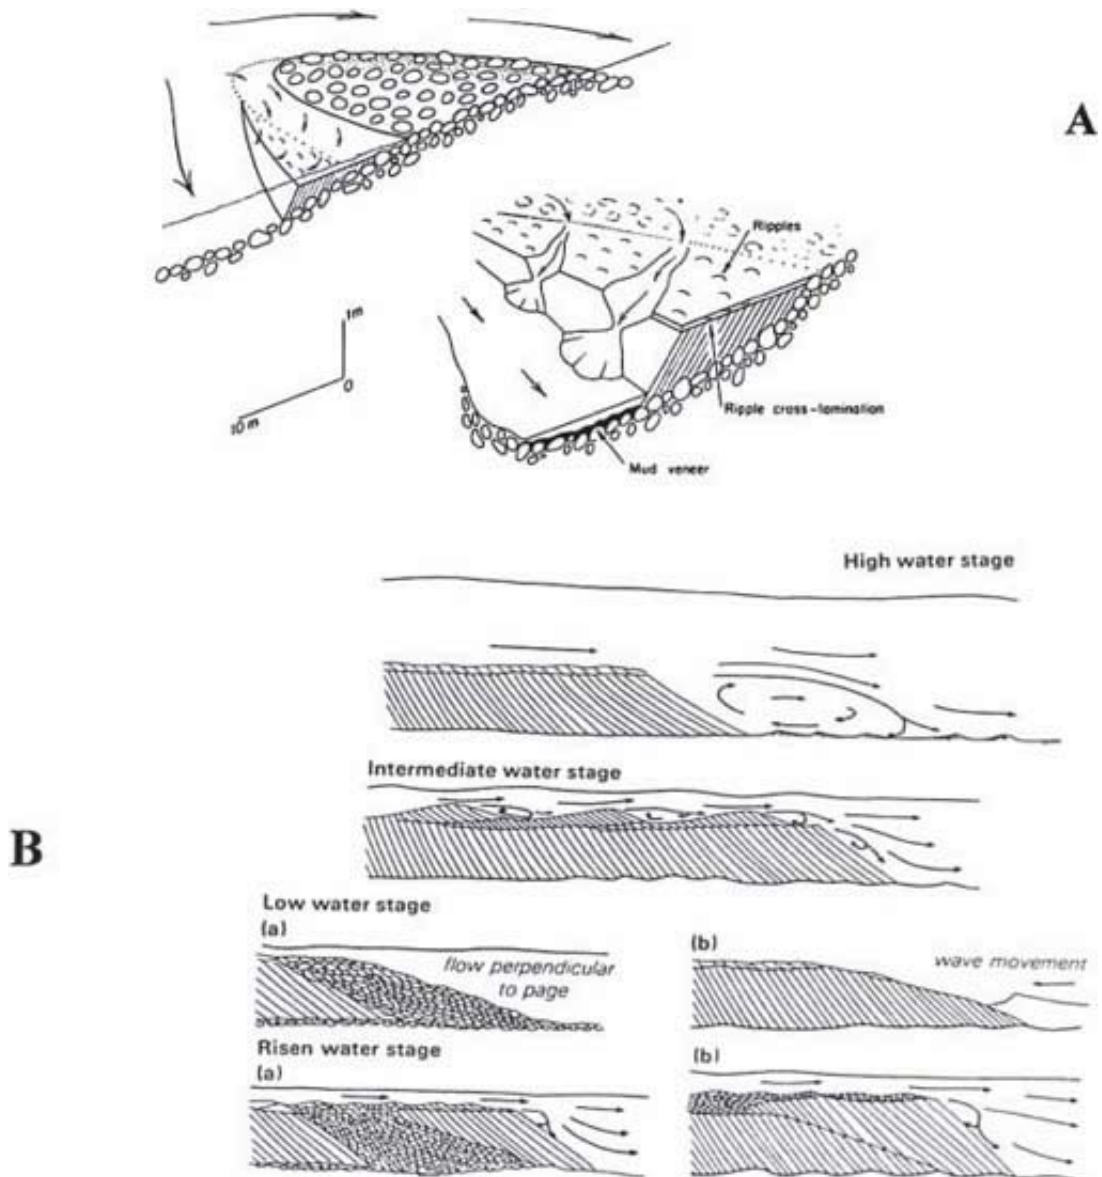 A
Ripples
1m
0
10m
Ripple cross-lamination
Mud veneer
High water stage
Intermediate water stage
B
Low water stage
(a)
flow perpendicular
to page
(b)
wave movement
Risen water stage
(a)
(b)